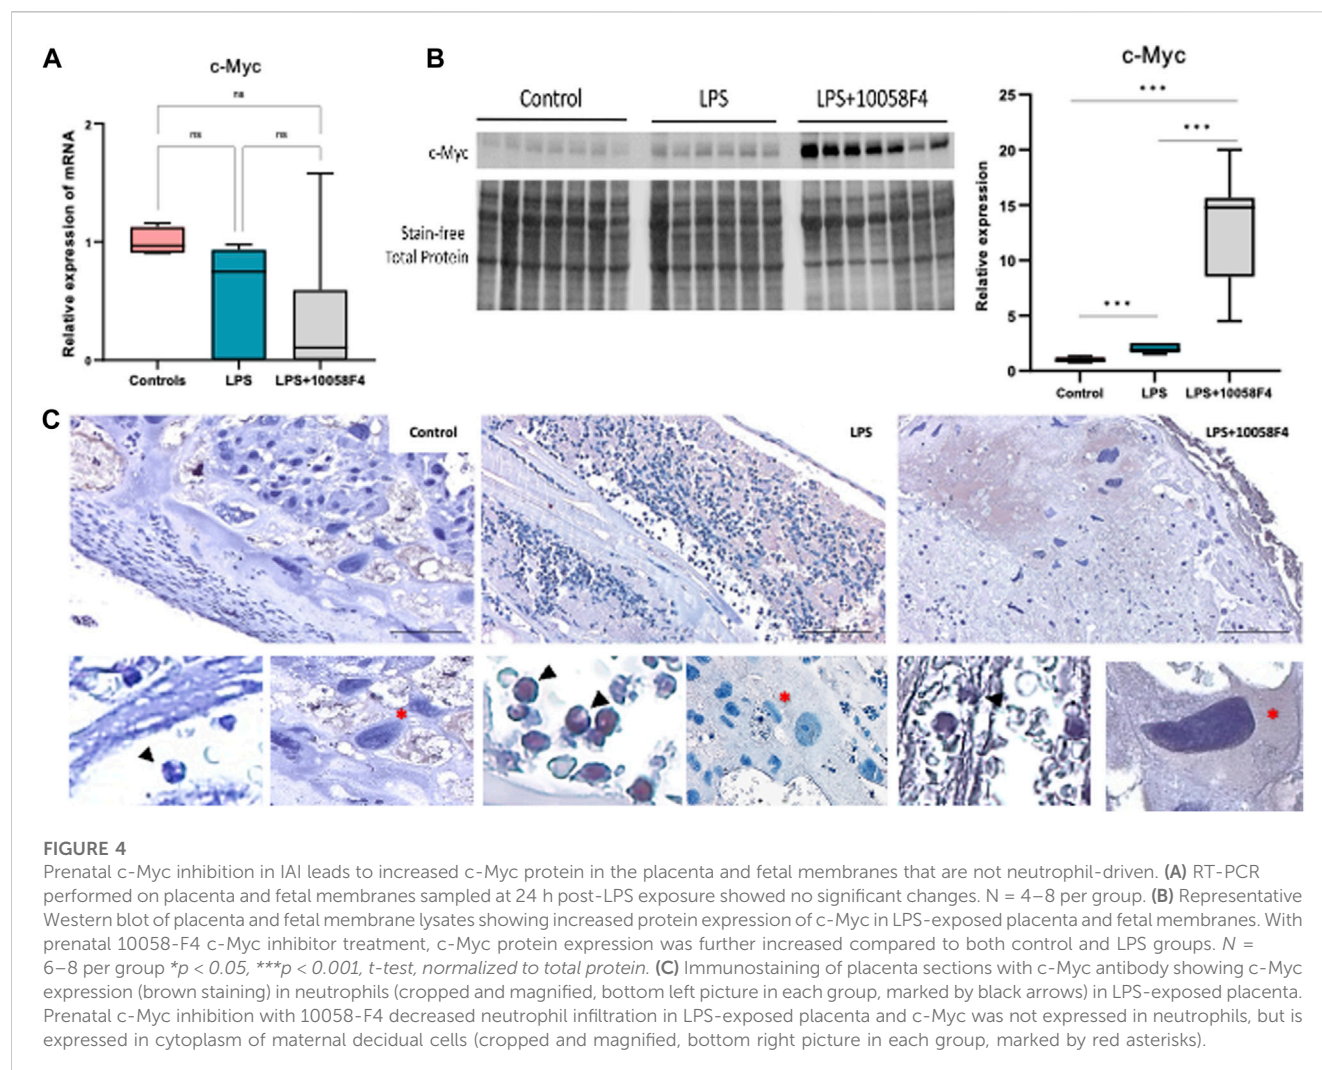 A
c-Myc
ns
ns
ns
Relative expression of mRNA
2
1
0
Controls
LPS
LPS+10058F4
B
Control
LPS
LPS+10058F4
c-Myc
Stain-free
Total Protein
c-Myc
***
***
***
Relative expression
25
20
15
10
5
0
Control
LPS
LPS+10058F4
C
Control
LPS
LPS+10058F4
FIGURE 4
Prenatal c-Myc inhibition in IAI leads to increased c-Myc protein in the placenta and fetal membranes that are not neutrophil-driven. (A) RT-PCR
performed on placenta and fetal membranes sampled at 24 h post-LPS exposure showed no significant changes. N = 4–8 per group. (B) Representative
Western blot of placenta and fetal membrane lysates showing increased protein expression of c-Myc in LPS-exposed placenta and fetal membranes. With
prenatal 10058-F4 c-Myc inhibitor treatment, c-Myc protein expression was further increased compared to both control and LPS groups. N =
6–8 per group *p < 0.05, ***p < 0.001, t-test, normalized to total protein. (C) Immunostaining of placenta sections with c-Myc antibody showing c-Myc
expression (brown staining) in neutrophils (cropped and magnified, bottom left picture in each group, marked by black arrows) in LPS-exposed placenta.
Prenatal c-Myc inhibition with 10058-F4 decreased neutrophil infiltration in LPS-exposed placenta and c-Myc was not expressed in neutrophils, but is
expressed in cytoplasm of maternal decidual cells (cropped and magnified, bottom right picture in each group, marked by red asterisks).